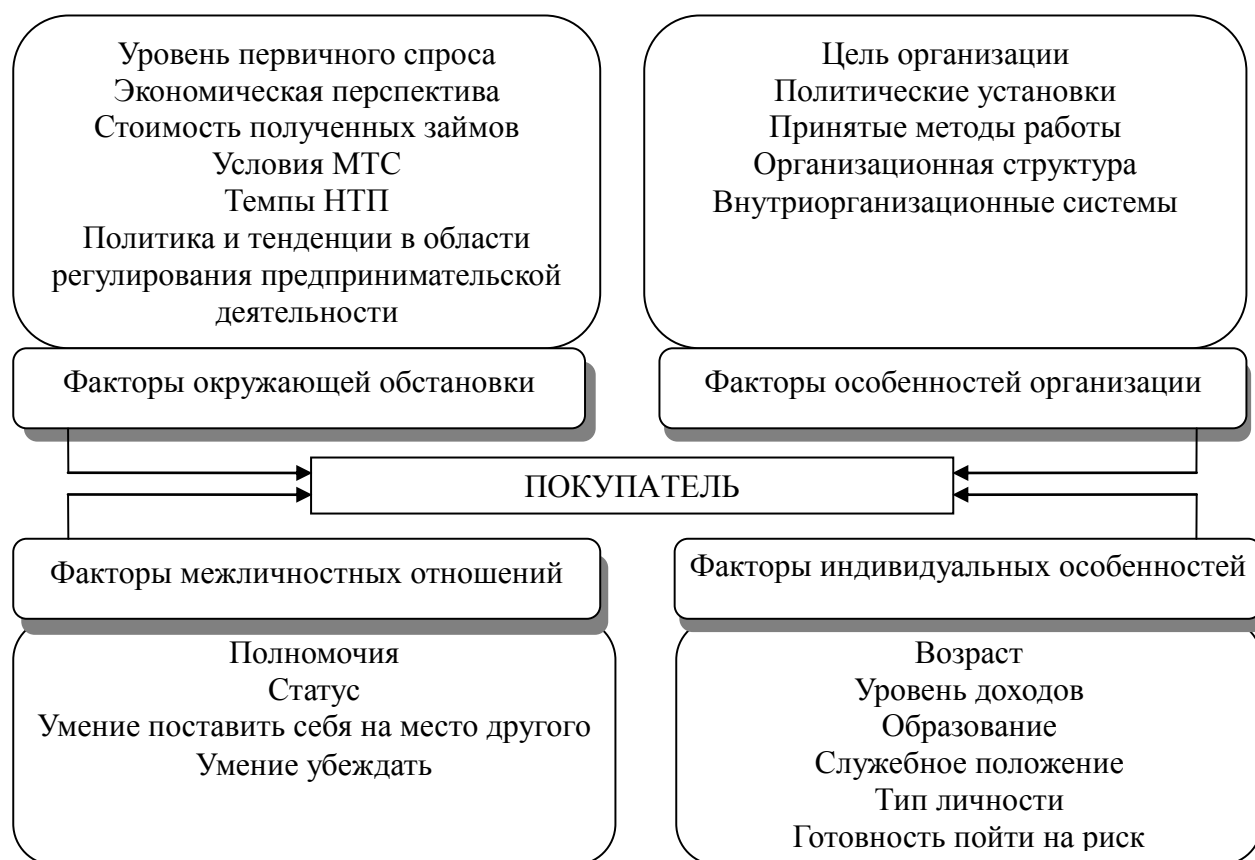 Уровень первичного спроса
Экономическая перспектива
Стоимость полученных займов
Условия МТС
Темпы НТП
Политика и тенденции в области
регулирования предпринимательской
деятельности
Факторы окружающей обстановки
Цель организации
Политические установки
Принятые методы работы
Организационная структура
Внутриорганизационные системы
Факторы особенностей организации
ПОКУПАТЕЛЬ
Факторы межличностных отношений
Полномочия
Статус
Умение поставить себя на место другого
Умение убеждать
Факторы индивидуальных особенностей
Возраст
Уровень доходов
Образование
Служебное положение
Тип личности
Готовность пойти на риск